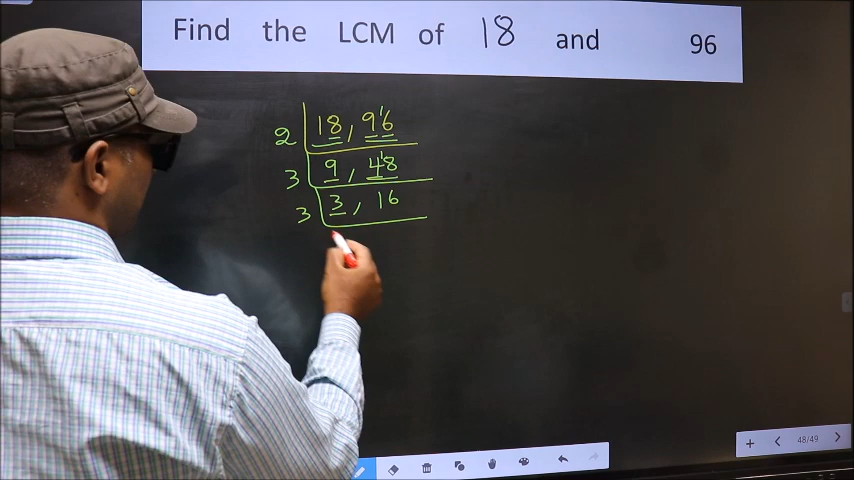 Find the LCM of 18 and 96
2 18, 96
3 9, 48
3 3, 16
48/49